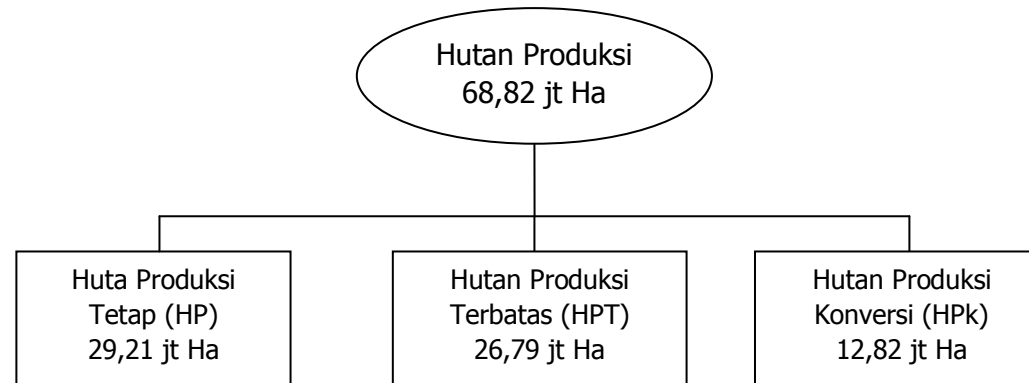 Hutan Produksi
68,82 jt Ha
Huta Produksi
Tetap (HP)
29,21 jt Ha
Hutan Produksi
Terbatas (HPT)
26,79 jt Ha
Hutan Produksi
Konversi (HPk)
12,82 jt Ha